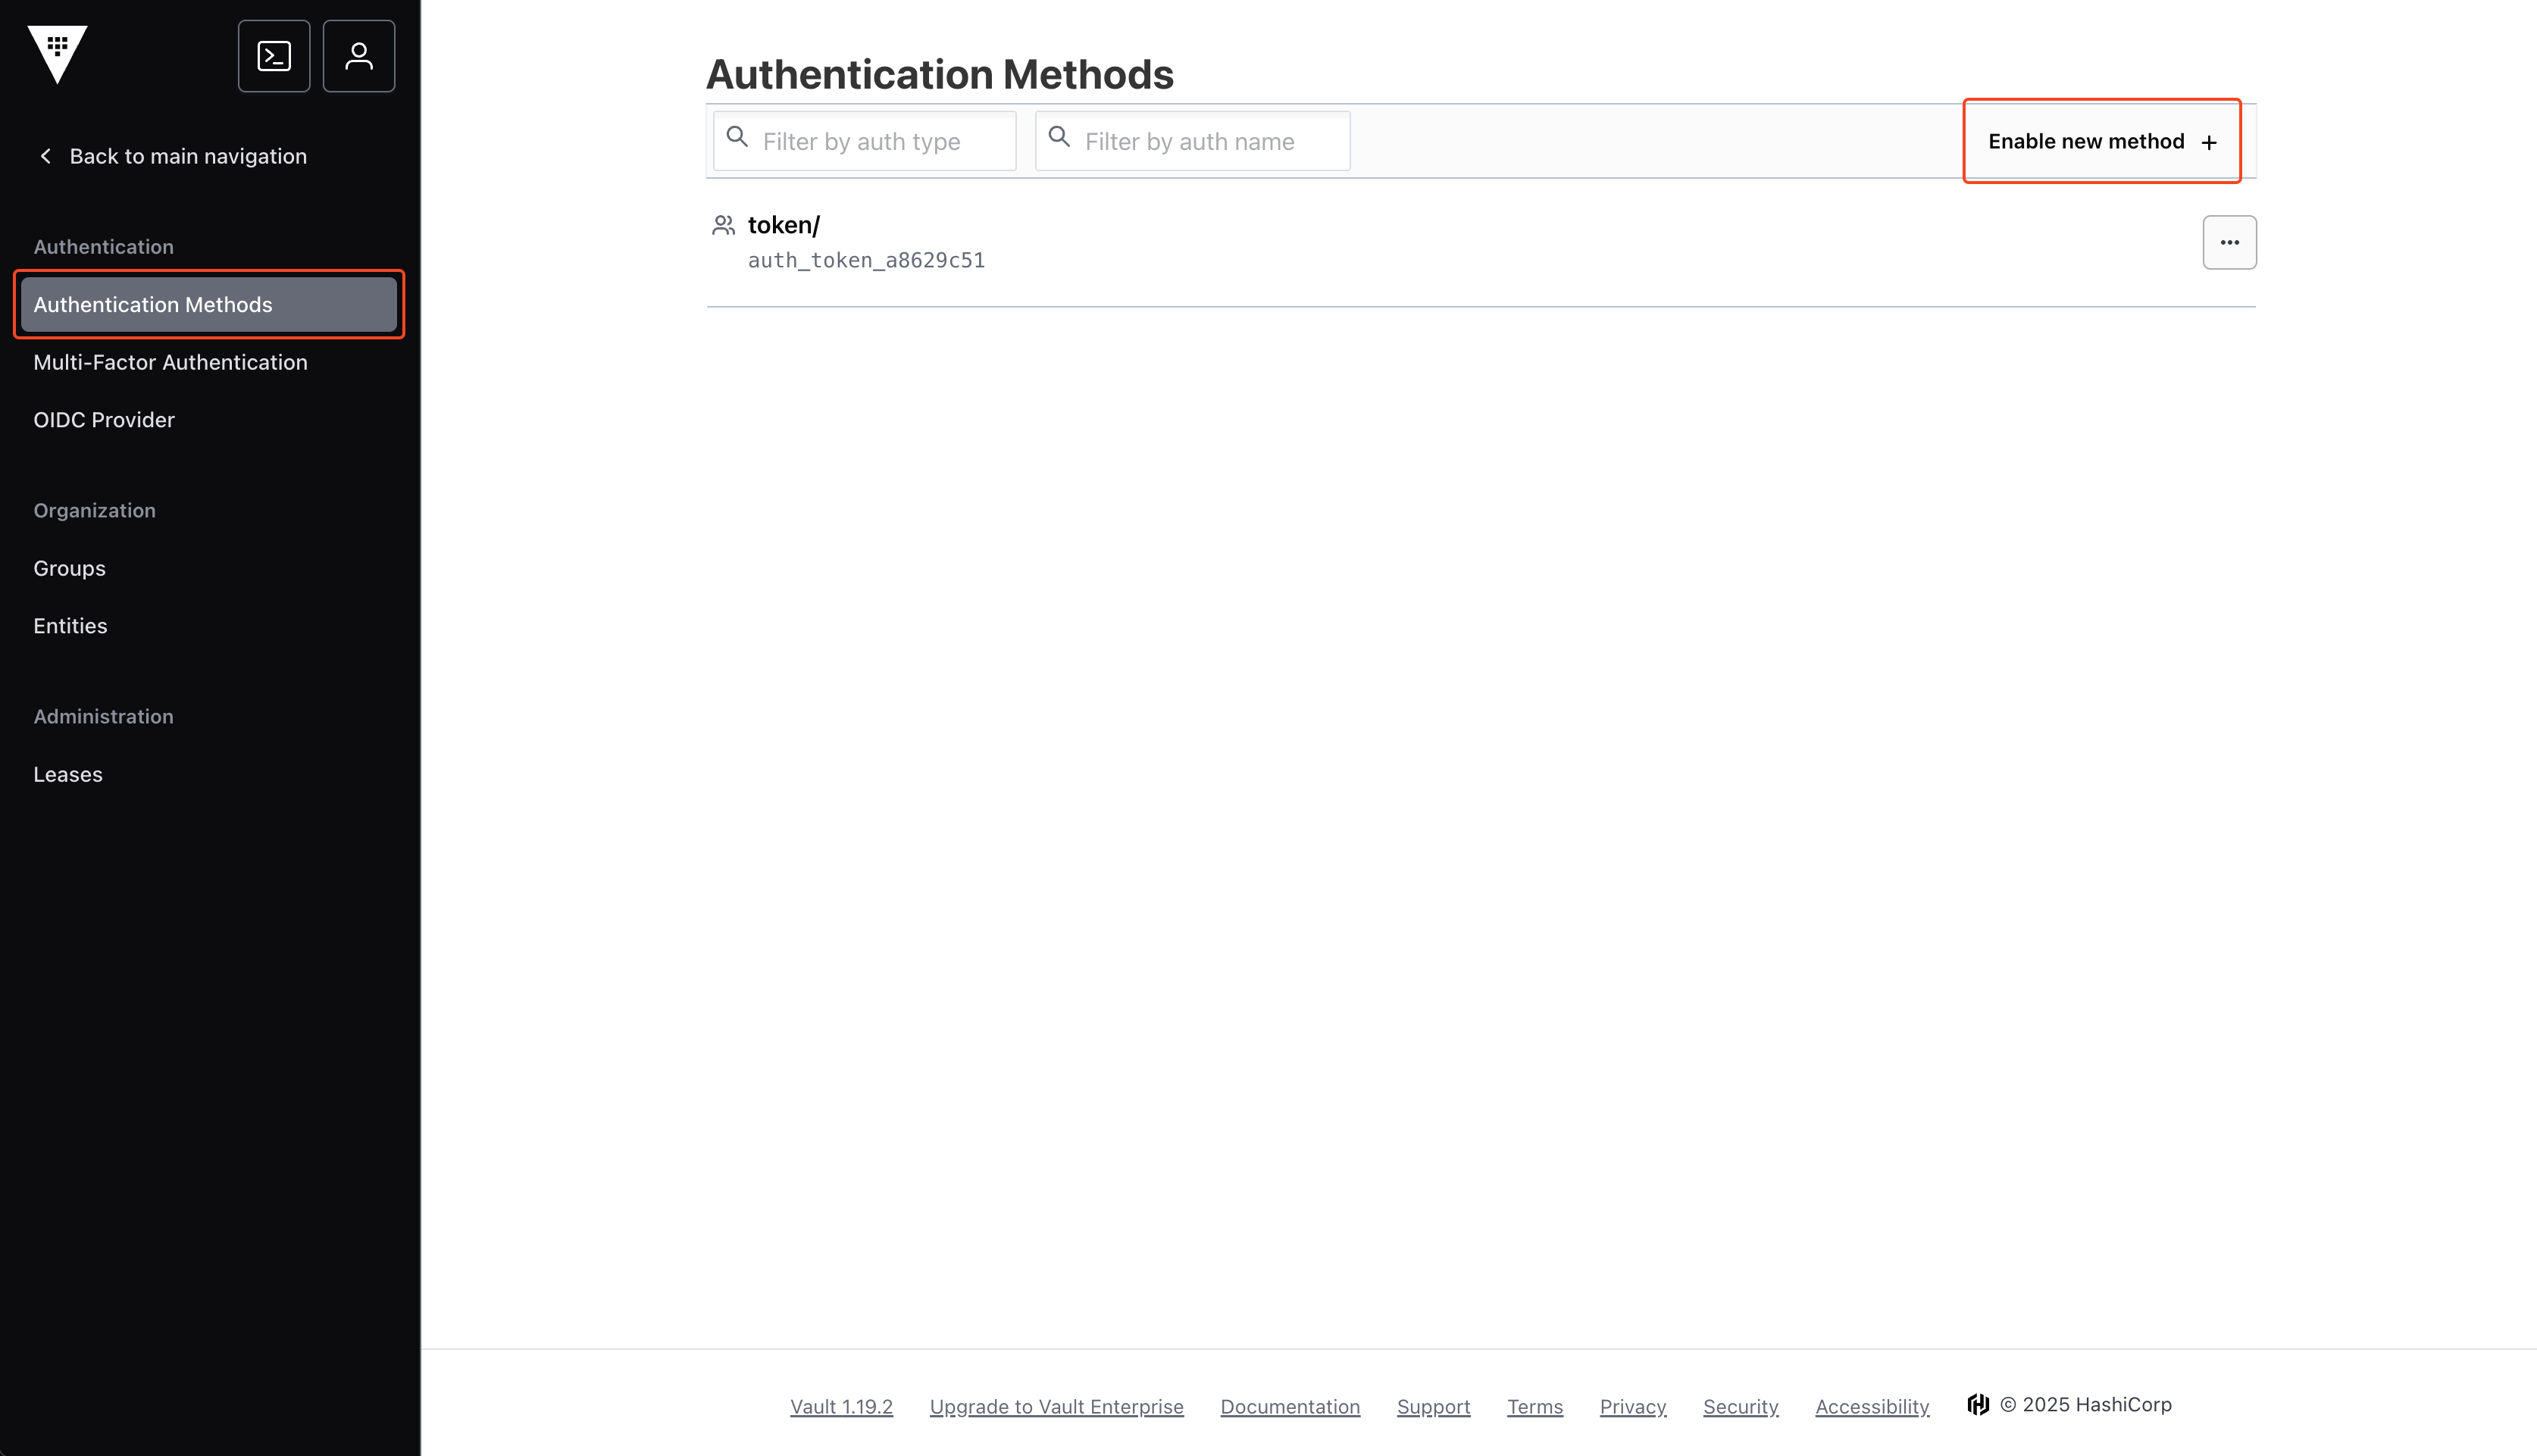 Back to main navigation
Authentication
Authentication Methods
Multi-Factor Authentication
OIDC Provider
Organization
Groups
Entities
Administration
Leases
Authentication Methods
Filter by auth type
Filter by auth name
Enable new method +
token/
auth_token_a8629c51
Vault 1.19.2 Upgrade to Vault Enterprise Documentation Support Terms Privacy Security Accessibility © 2025 HashiCorp